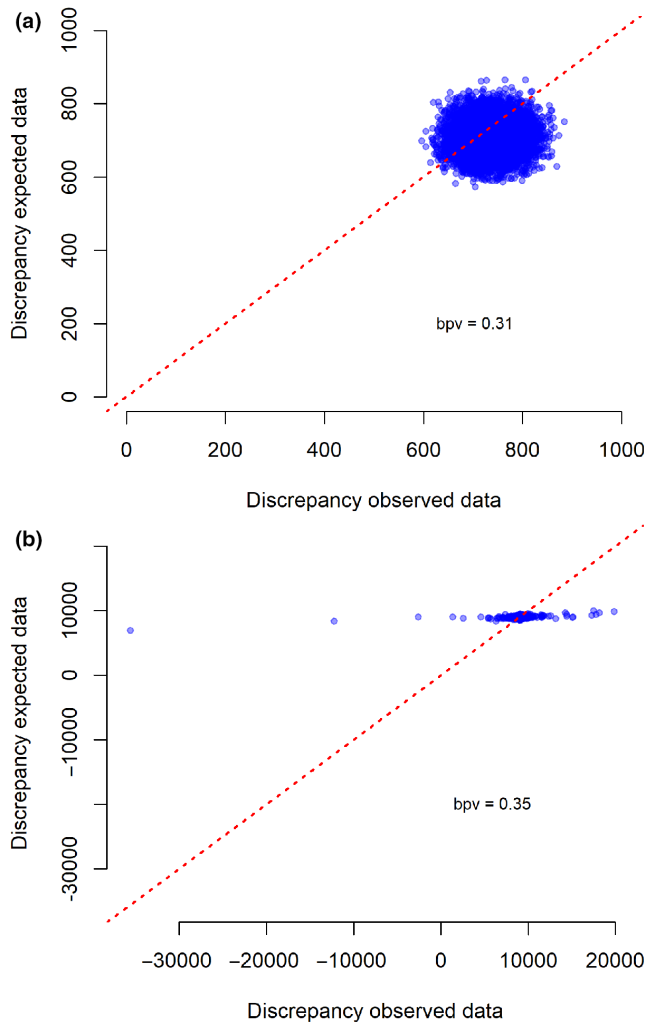 (a)
1000
800
600
400
200
0
Discrepancy expected data
bpv = 0.31
0 200 400 600 800 1000
Discrepancy observed data
(b)
10000
0
−10000
−30000
Discrepancy expected data
bpv = 0.35
−30000 −20000 −10000 0 10000 20000
Discrepancy observed data